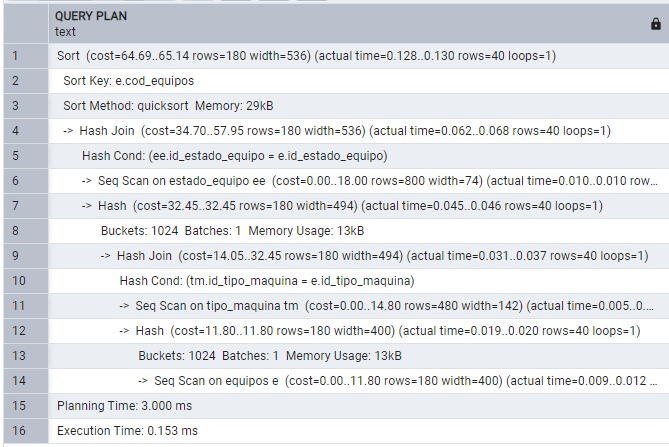 QUERY PLAN
text
1 Sort (cost=64.69..65.14 rows=180 width=536) (actual time=0.128..0.130 rows=40 loops=1)
2 Sort Key: e.cod_equipos
3 Sort Method: quicksort Memory: 29kB
4 -> Hash Join (cost=34.70..57.95 rows=180 width=536) (actual time=0.062..0.068 rows=40 loops=1)
5 Hash Cond: (ee.id_estado_equipo = e.id_estado_equipo)
6 -> Seq Scan on estado_equipo ee (cost=0.00..18.00 rows=800 width=74) (actual time=0.010..0.010 row...
7 -> Hash (cost=32.45..32.45 rows=180 width=494) (actual time=0.045..0.046 rows=40 loops=1)
8 Buckets: 1024 Batches: 1 Memory Usage: 13kB
9 -> Hash Join (cost=14.05..32.45 rows=180 width=494) (actual time=0.031..0.037 rows=40 loops=1)
10 Hash Cond: (tm.id_tipo_maquina = e.id_tipo_maquina)
11 -> Seq Scan on tipo_maquina tm (cost=0.00..14.80 rows=480 width=142) (actual time=0.005..0....
12 -> Hash (cost=11.80..11.80 rows=180 width=400) (actual time=0.019..0.020 rows=40 loops=1)
13 Buckets: 1024 Batches: 1 Memory Usage: 13kB
14 -> Seq Scan on equipos e (cost=0.00..11.80 rows=180 width=400) (actual time=0.009..0.012 ...
15 Planning Time: 3.000 ms
16 Execution Time: 0.153 ms